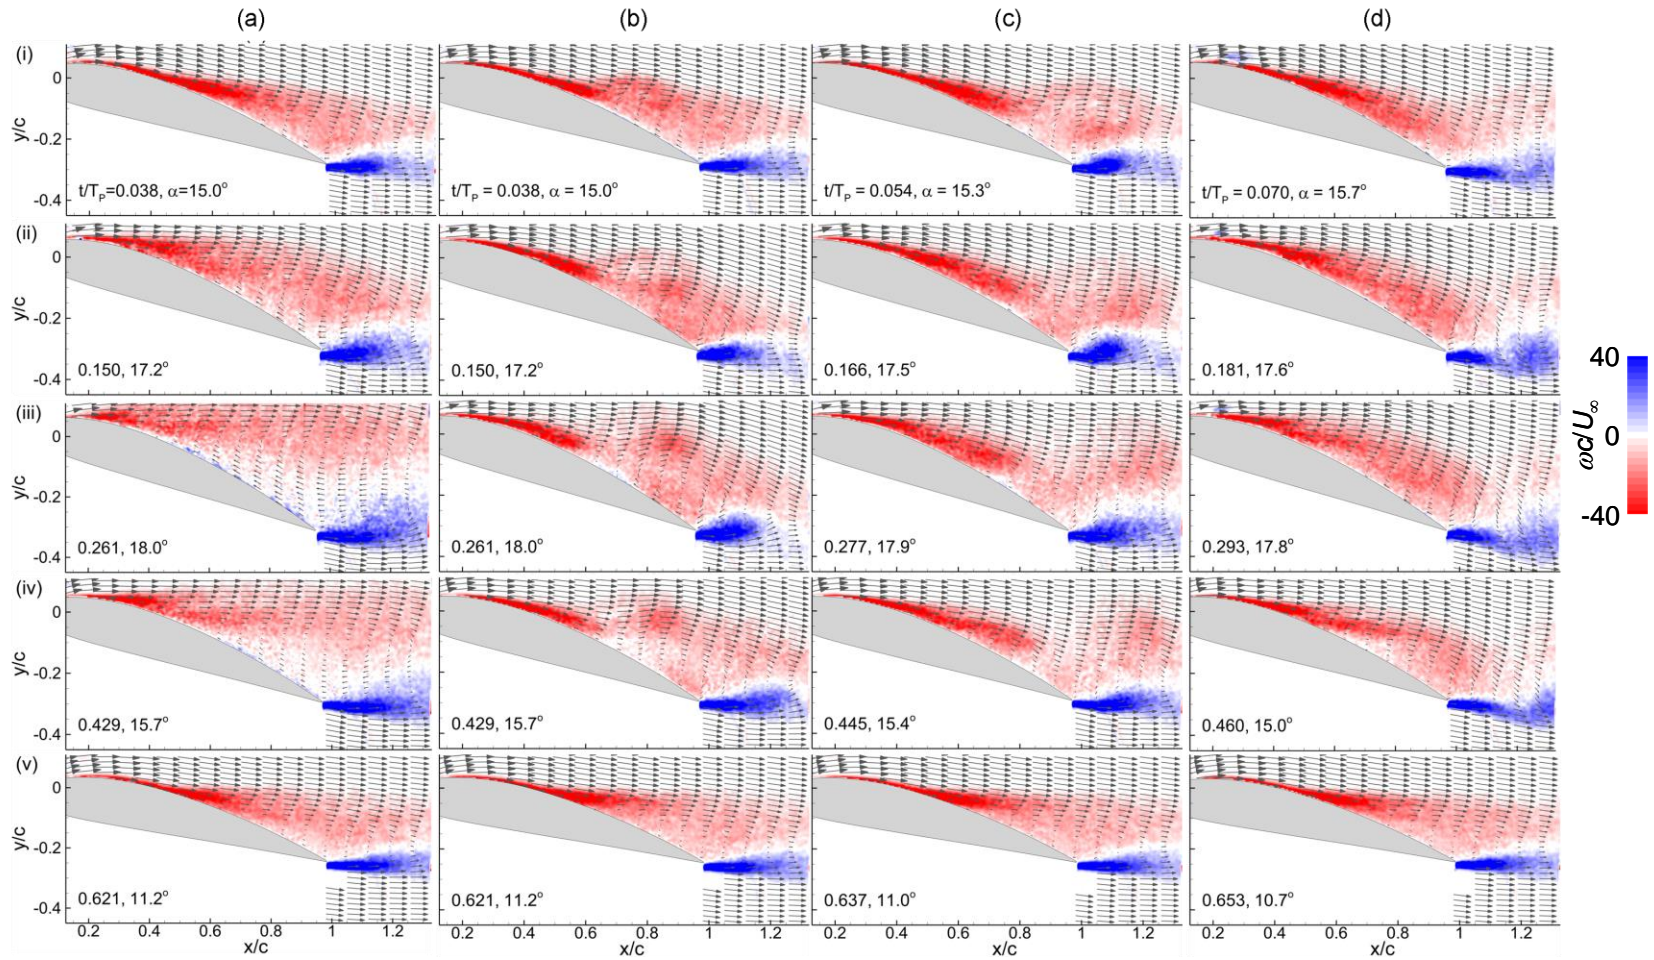 (a) (b) (c) (d)
(i) y/c 0 -0.2 -0.4
t/T_P=0.038, α=15.0° t/T_P = 0.038, α = 15.0° t/T_P = 0.054, α = 15.3° t/T_P = 0.070, α = 15.7°
(ii) y/c 0 -0.2 -0.4
0.150, 17.2° 0.150, 17.2° 0.166, 17.5° 0.181, 17.6°
(iii) y/c 0 -0.2 -0.4
0.261, 18.0° 0.261, 18.0° 0.277, 17.9° 0.293, 17.8°
40
0
-40
ωc/U∞
(iv) y/c 0 -0.2 -0.4
0.429, 15.7° 0.429, 15.7° 0.445, 15.4° 0.460, 15.0°
(v) y/c 0 -0.2 -0.4
0.621, 11.2° 0.621, 11.2° 0.637, 11.0° 0.653, 10.7°
0.2 0.4 0.6 0.8 1 1.2 0.2 0.4 0.6 0.8 1 1.2 0.2 0.4 0.6 0.8 1 1.2 0.2 0.4 0.6 0.8 1 1.2
x/c x/c x/c x/c